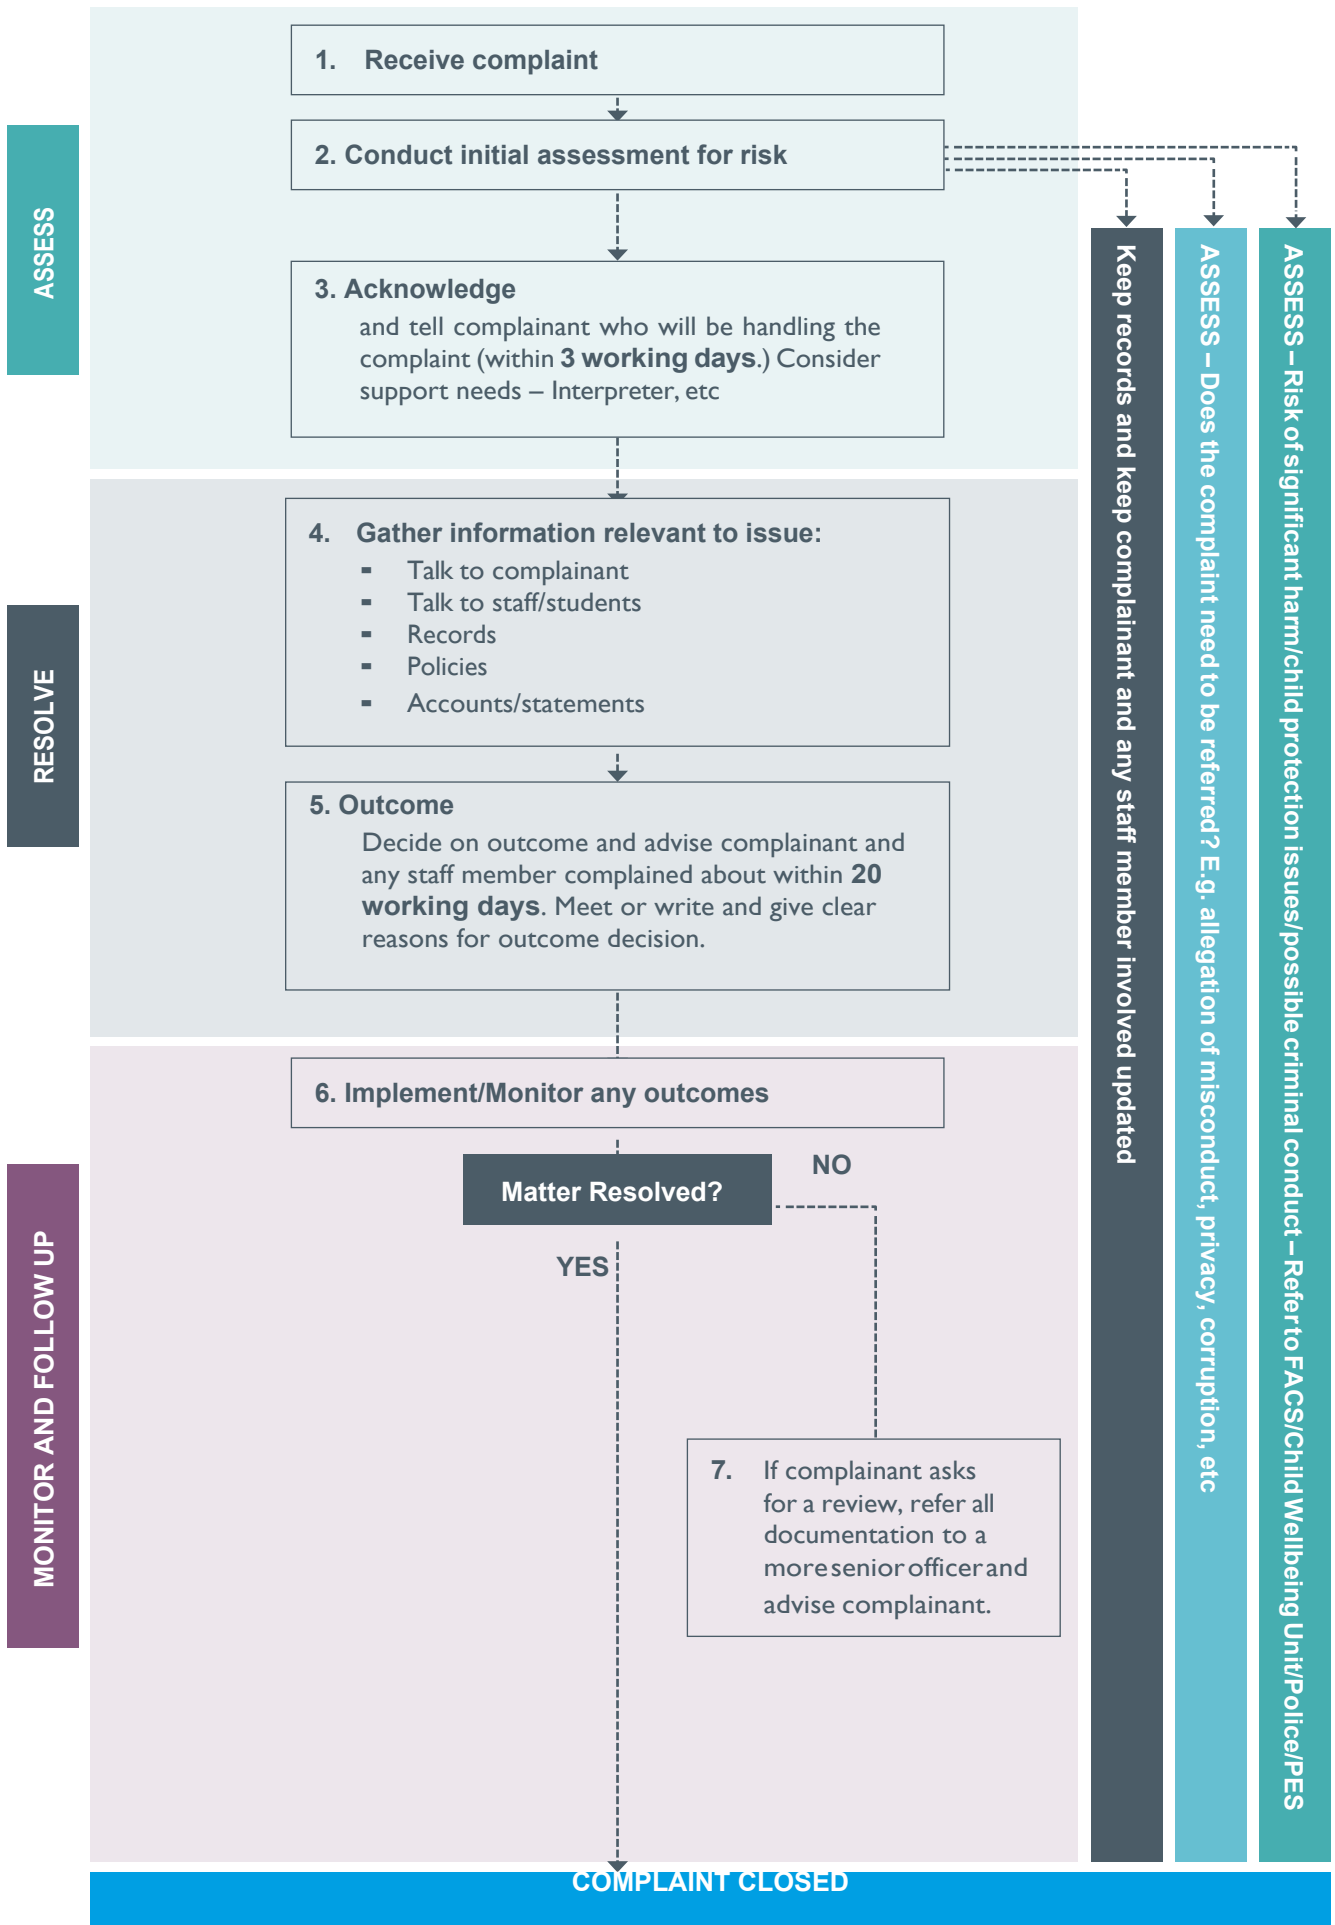 1. Receive complaint
2. Conduct initial assessment for risk
ASSESS
3. Acknowledge
and tell complainant who will be handling the
complaint (within 3 working days.) Consider
support needs – Interpreter, etc
4. Gather information relevant to issue:
- Talk to complainant
- Talk to staff/students
- Records
- Policies
- Accounts/statements
RESOLVE
5. Outcome
Decide on outcome and advise complainant and
any staff member complained about within 20
working days. Meet or write and give clear
reasons for outcome decision.
6. Implement/Monitor any outcomes
Matter Resolved?
NO
YES
MONITOR AND FOLLOW UP
7. If complainant asks
for a review, refer all
documentation to a
more senior officer and
advise complainant.
Keep records and keep complainant and any staff member involved updated
ASSESS – Does the complaint need to be referred? E.g. allegation of misconduct, privacy, corruption, etc
ASSESS – Risk of significant harm/child protection issues/possible criminal conduct – Refer to FACS/Child Wellbeing Unit/Police/PES
COMPLAINT CLOSED